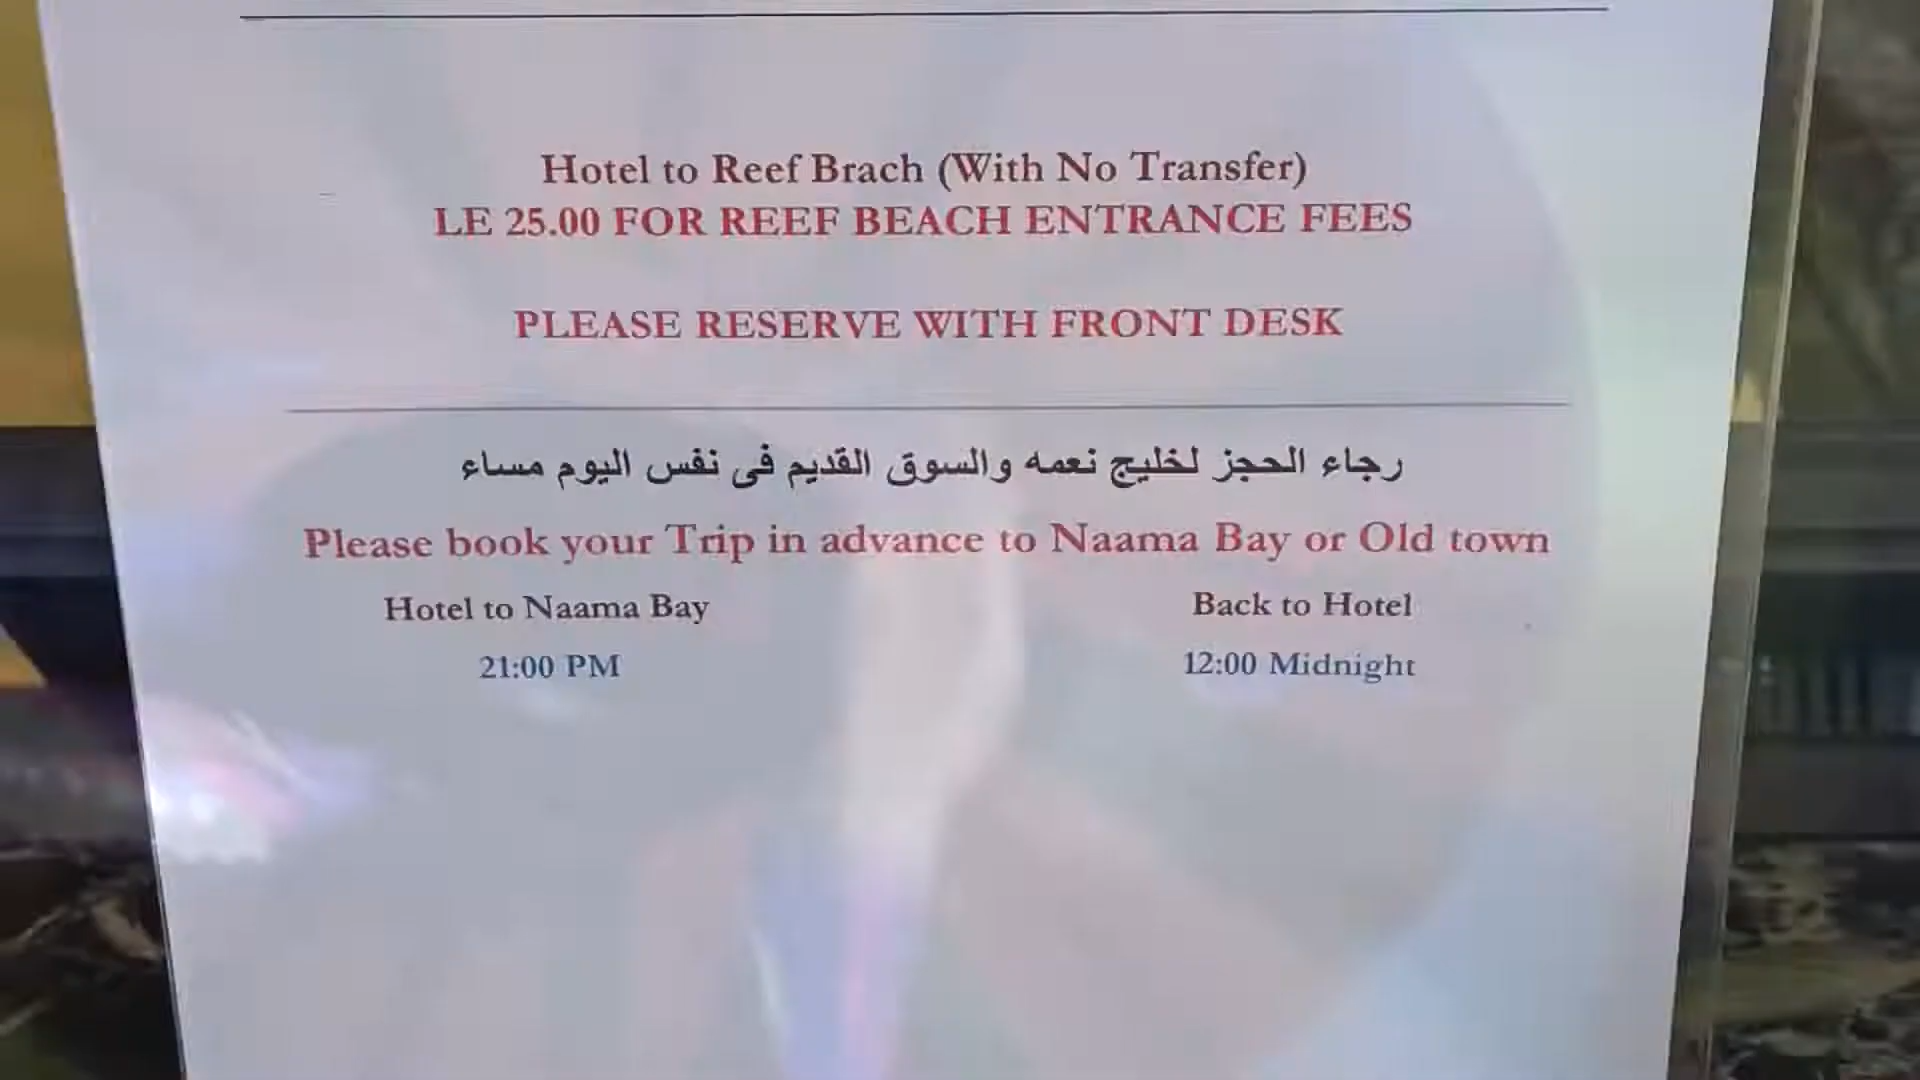 Hotel to Reef Brach (With No Transfer)
LE 25.00 FOR REEF BEACH ENTRANCE FEES
PLEASE RESERVE WITH FRONT DESK
رجاء الحجز لخليج نعمه والسوق القديم فى نفس اليوم مساء
Please book your Trip in advance to Naama Bay or Old town
Hotel to Naama Bay
Back to Hotel
21:00 PM
12:00 Midnight